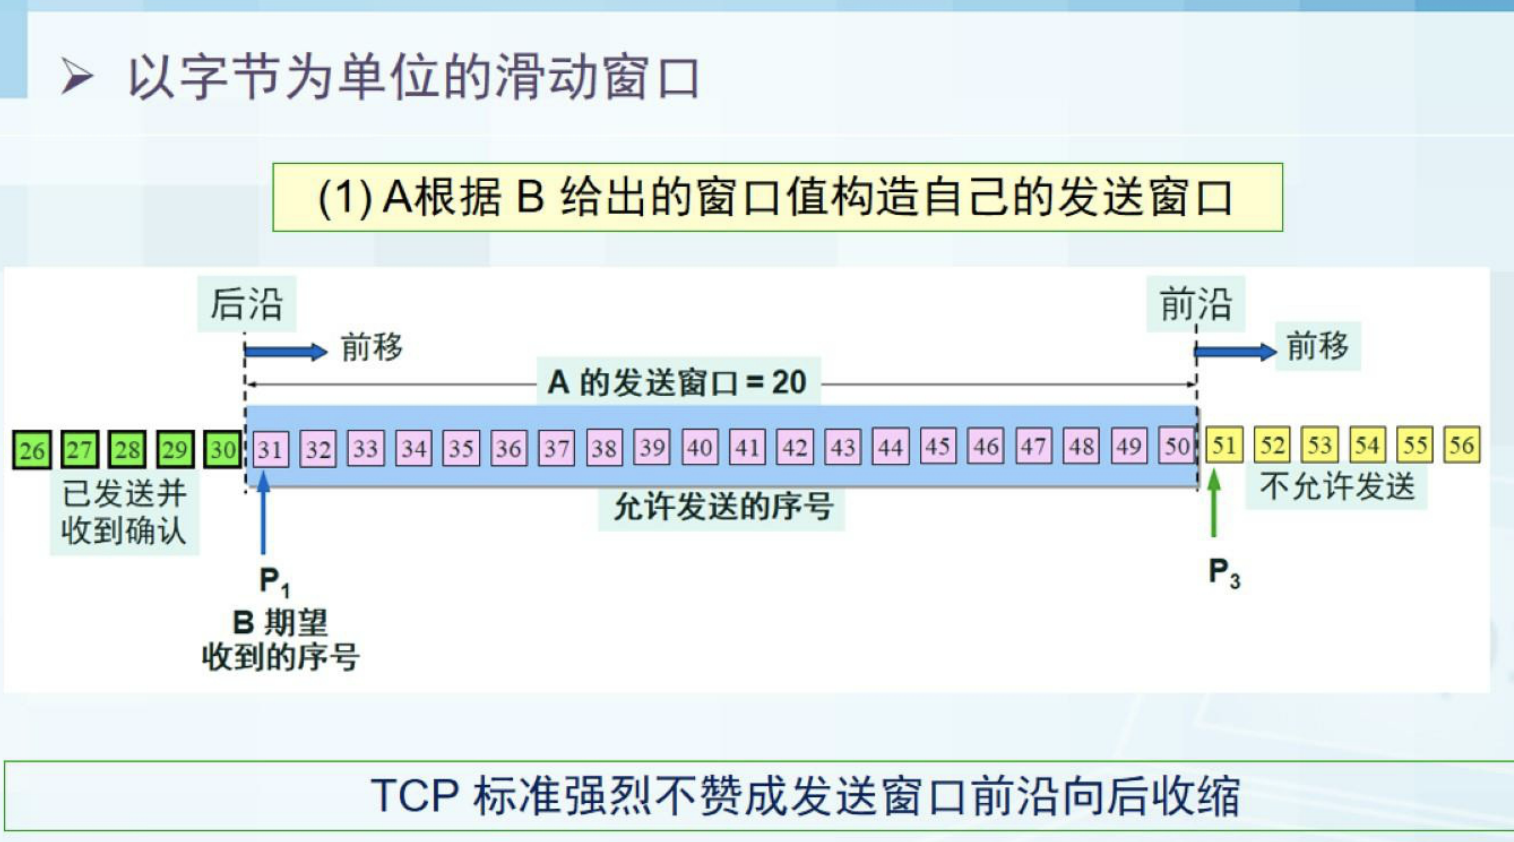 以字节为单位的滑动窗口
(1) A根据 B 给出的窗口值构造自己的发送窗口
后沿
前沿
前移
前移
A 的发送窗口 = 20
26 27 28 29 30 31 32 33 34 35 36 37 38 39 40 41 42 43 44 45 46 47 48 49 50 51 52 53 54 55 56
已发送并
收到确认
允许发送的序号
不允许发送
P1
B 期望
收到的序号
P3
TCP 标准强烈不赞成发送窗口前沿向后收缩